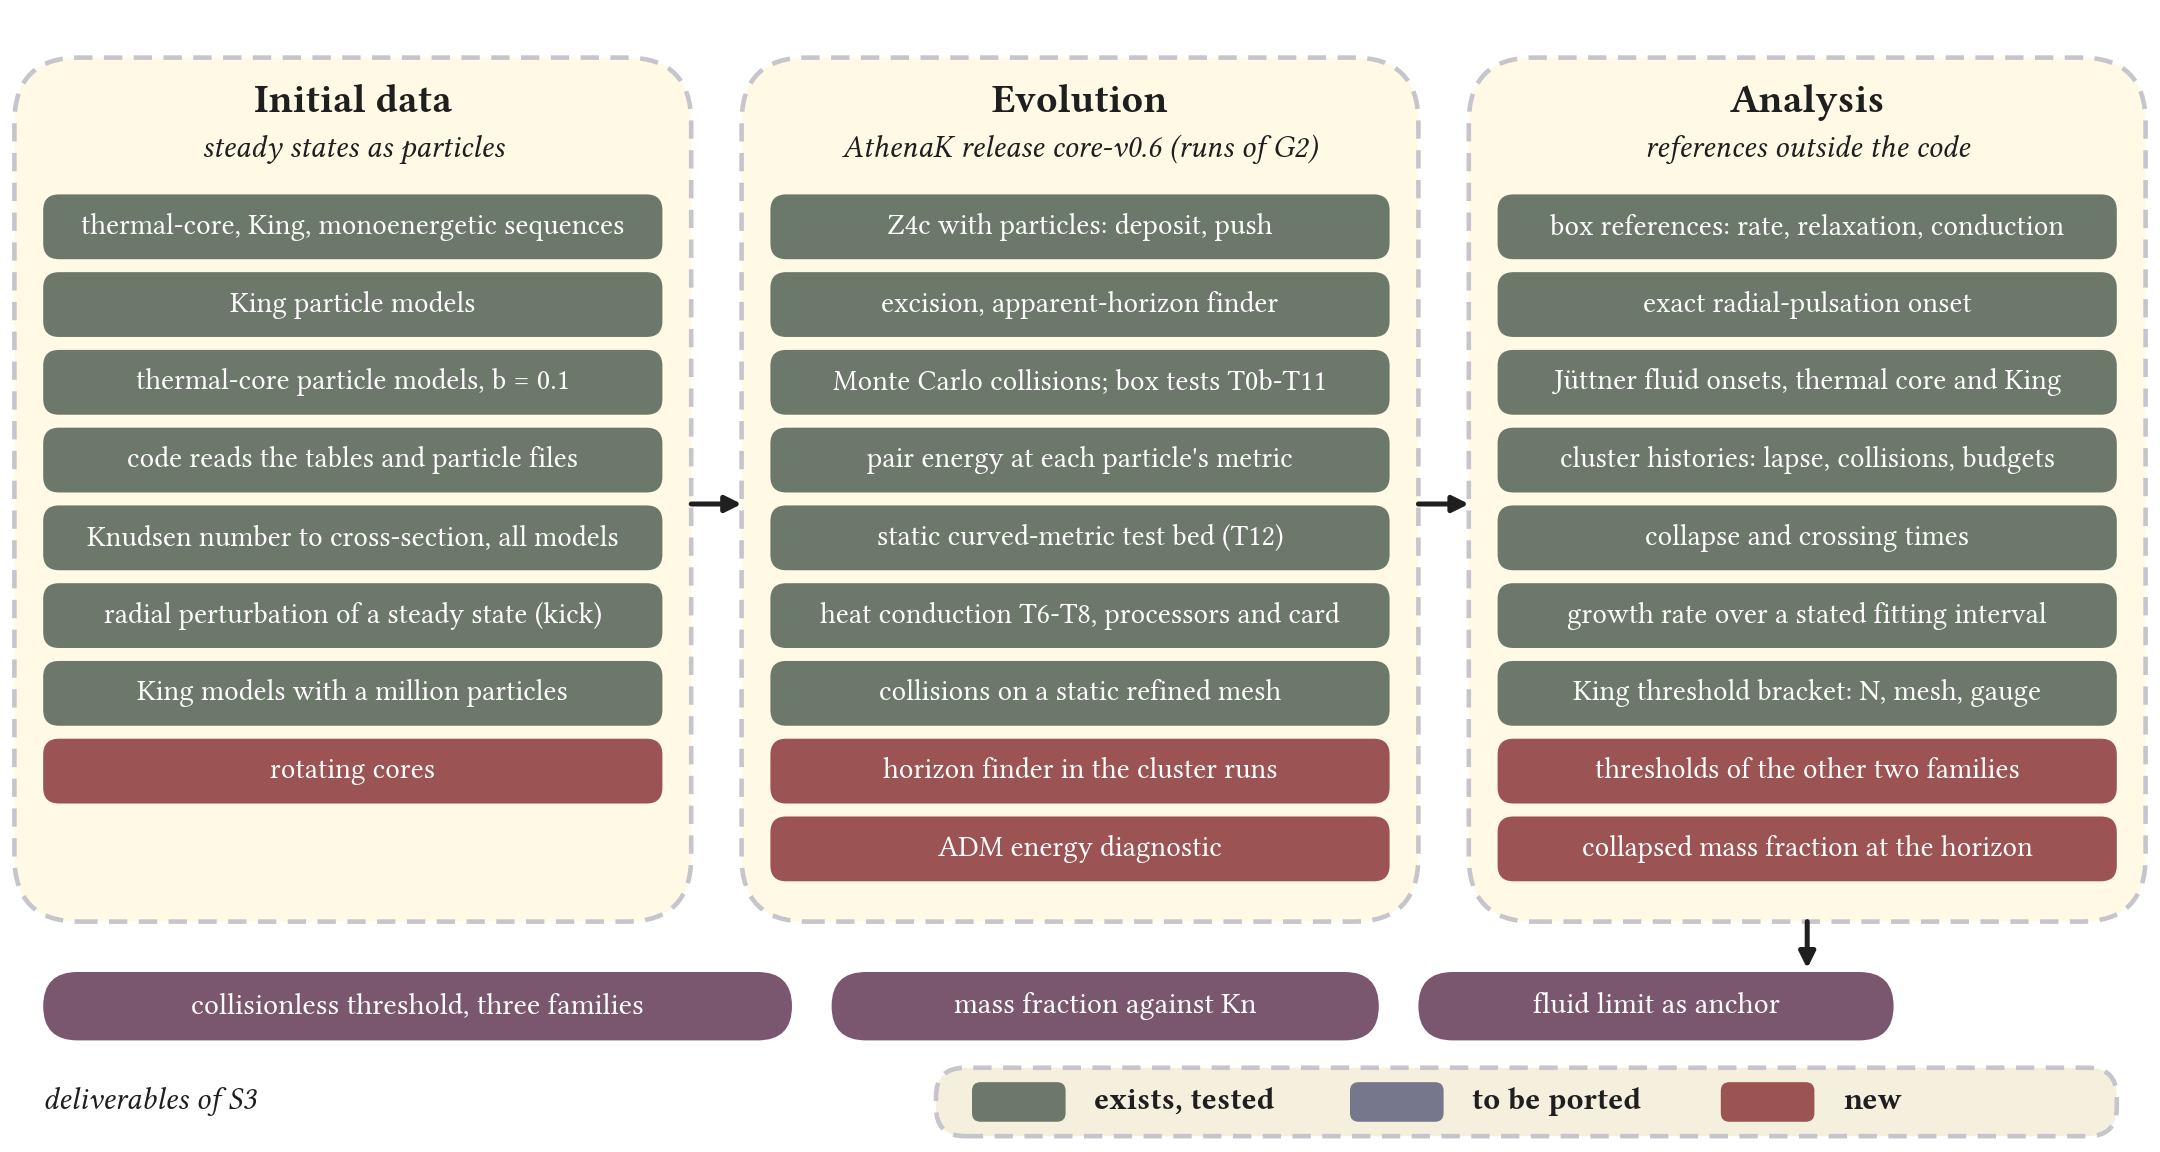 Initial data
steady states as particles
thermal-core, King, monoenergetic sequences
King particle models
thermal-core particle models, b = 0.1
code reads the tables and particle files
Knudsen number to cross-section, all models
radial perturbation of a steady state (kick)
King models with a million particles
rotating cores
Evolution
AthenaK release core-v0.6 (runs of G2)
Z4c with particles: deposit, push
excision, apparent-horizon finder
Monte Carlo collisions; box tests T0b-T11
pair energy at each particle's metric
static curved-metric test bed (T12)
heat conduction T6-T8, processors and card
collisions on a static refined mesh
horizon finder in the cluster runs
ADM energy diagnostic
Analysis
references outside the code
box references: rate, relaxation, conduction
exact radial-pulsation onset
Jüttner fluid onsets, thermal core and King
cluster histories: lapse, collisions, budgets
collapse and crossing times
growth rate over a stated fitting interval
King threshold bracket: N, mesh, gauge
thresholds of the other two families
collapsed mass fraction at the horizon
collisionless threshold, three families
mass fraction against Kn
fluid limit as anchor
deliverables of S3
exists, tested
to be ported
new